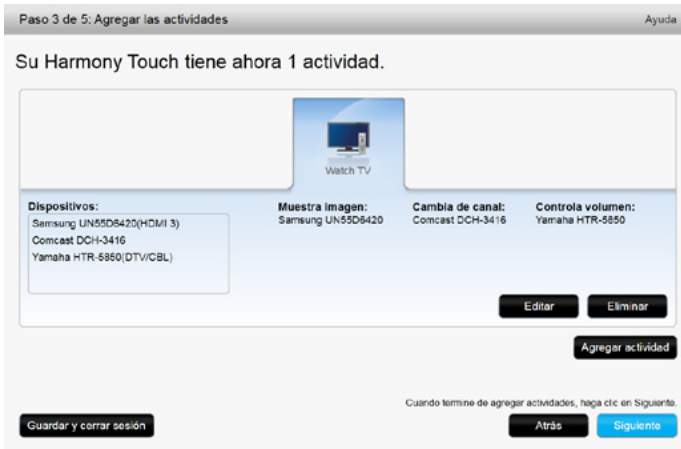 Paso 3 de 5: Agregar las actividades
Ayuda
Su Harmony Touch tiene ahora 1 actividad.
Watch TV
Dispositivos:
Samsung UN55D6420(HDMI 3)
Comcast DCH-3416
Yamaha HTR-5850(DTV/CBL)
Muestra imagen:
Samsung UN55D6420
Cambia de canal:
Comcast DCH-3416
Controla volumen:
Yamaha HTR-5850
Editar
Eliminar
Agregar actividad
Cuando termine de agregar actividades, haga clic en Siguiente.
Guardar y cerrar sesión
Atrás
Siguiente